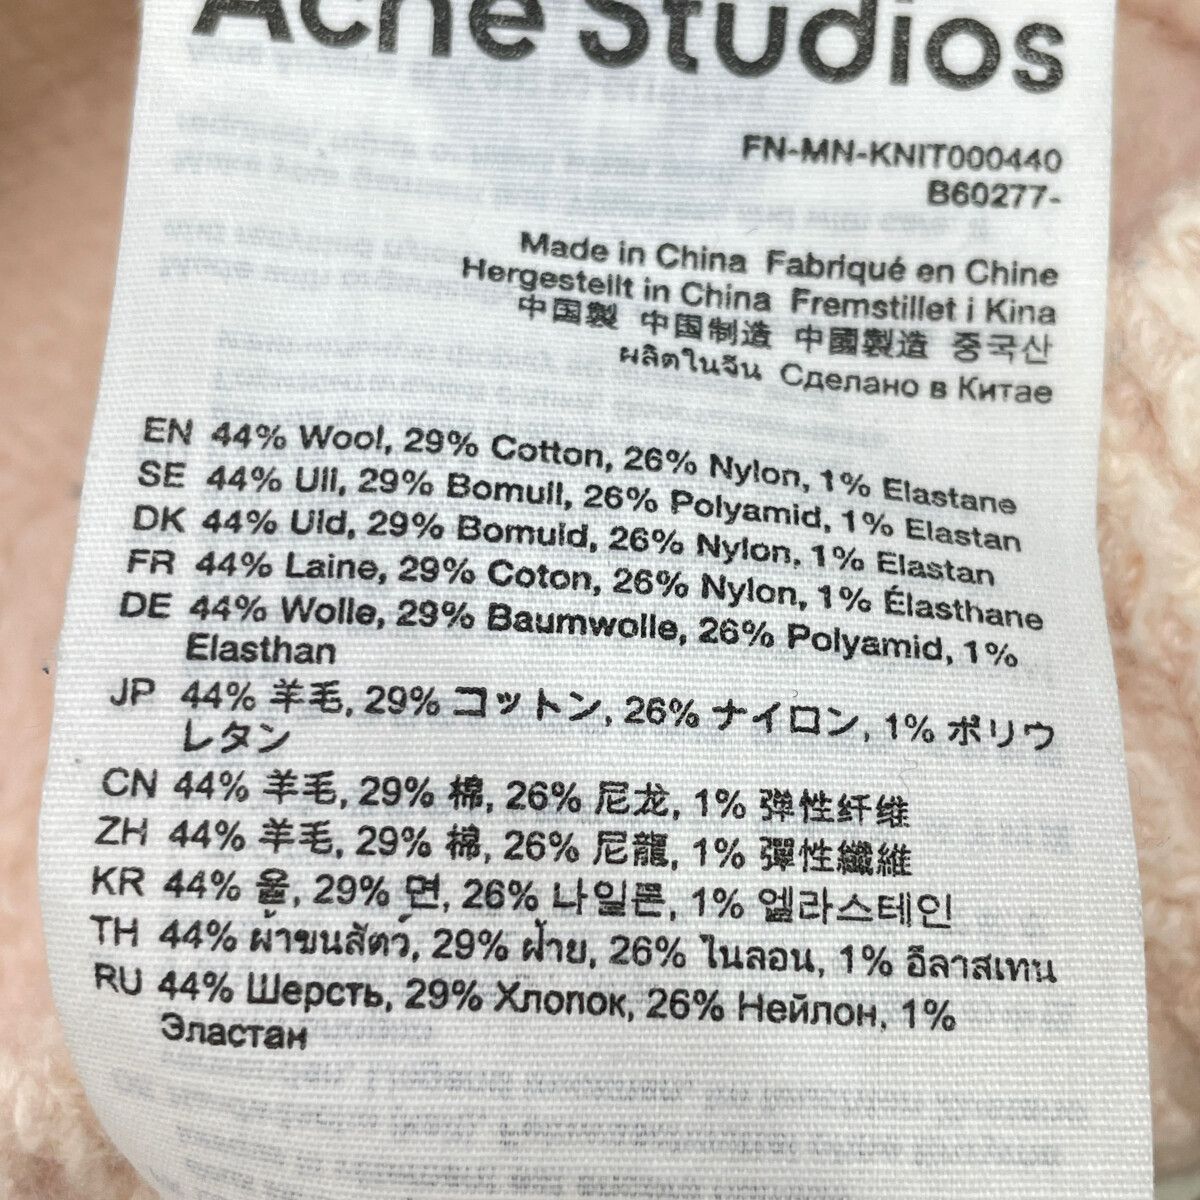 Acne Studios
FN-MN-KNIT000440
B60277-
Made in China Fabriqué en Chine
Hergestellt in China Fremstillet i Kina
中国製 中国制造 中國製造 중국산
ผลิตในจีน Сделано в Китае
EN 44% Wool, 29% Cotton, 26% Nylon, 1% Elastane
SE 44% Ull, 29% Bomull, 26% Polyamid, 1% Elastan
DK 44% Uld, 29% Bomuld, 26% Nylon, 1% Elastan
FR 44% Laine, 29% Coton, 26% Nylon, 1% Élasthane
DE 44% Wolle, 29% Baumwolle, 26% Polyamid, 1%
Elasthan
JP 44% 羊毛, 29% コットン, 26% ナイロン, 1% ポリウ
レタン
CN 44% 羊毛, 29% 棉, 26% 尼龙, 1% 弹性纤维
ZH 44% 羊毛, 29% 棉, 26% 尼龍, 1% 彈性纖維
KR 44% 울, 29% 면, 26% 나일론, 1% 엘라스테인
TH 44% ผ้าขนสัตว์, 29% ฝ้าย, 26% ไนลอน, 1% อีลาสเทน
RU 44% Шерсть, 29% Хлопок, 26% Нейлон, 1%
Эластан